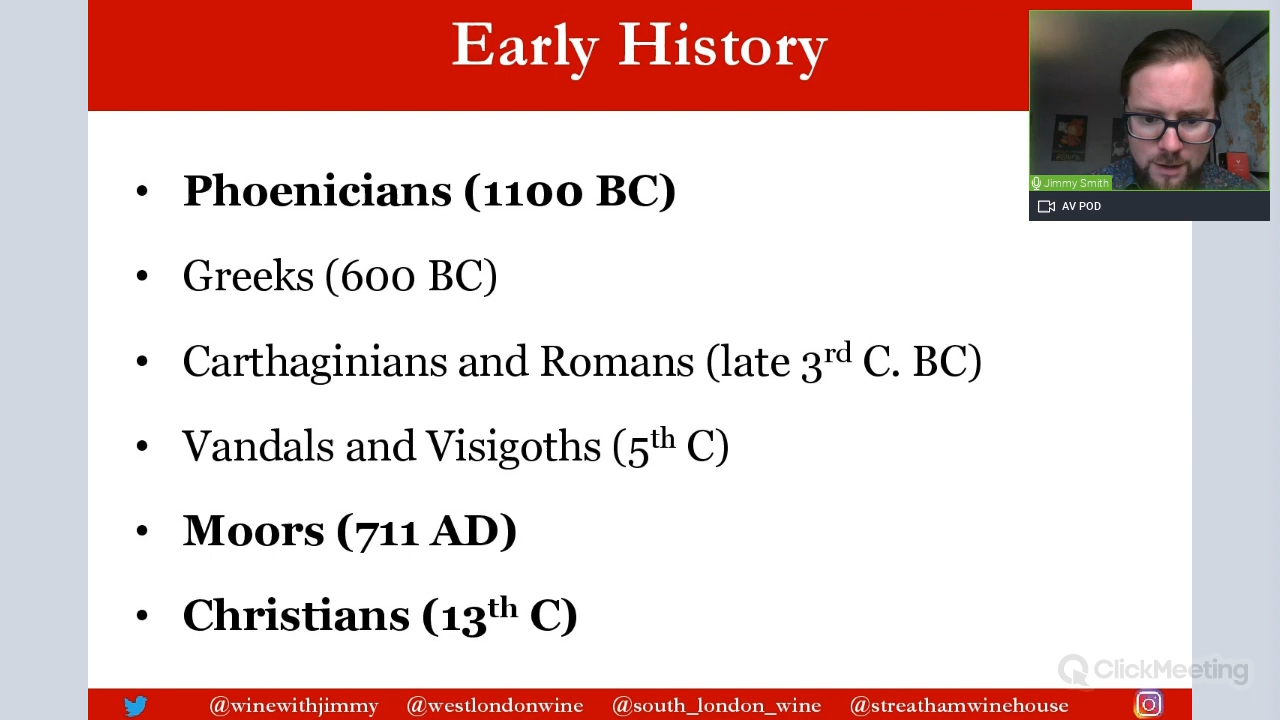 Early History
• Phoenicians (1100 BC)
• Greeks (600 BC)
• Carthaginians and Romans (late 3rd C. BC)
• Vandals and Visigoths (5th C)
• Moors (711 AD)
• Christians (13th C)
Jimmy Smith
AV POD
ClickMeeting
@winewithjimmy @westlondonwine @south_london_wine @streathamwinehouse